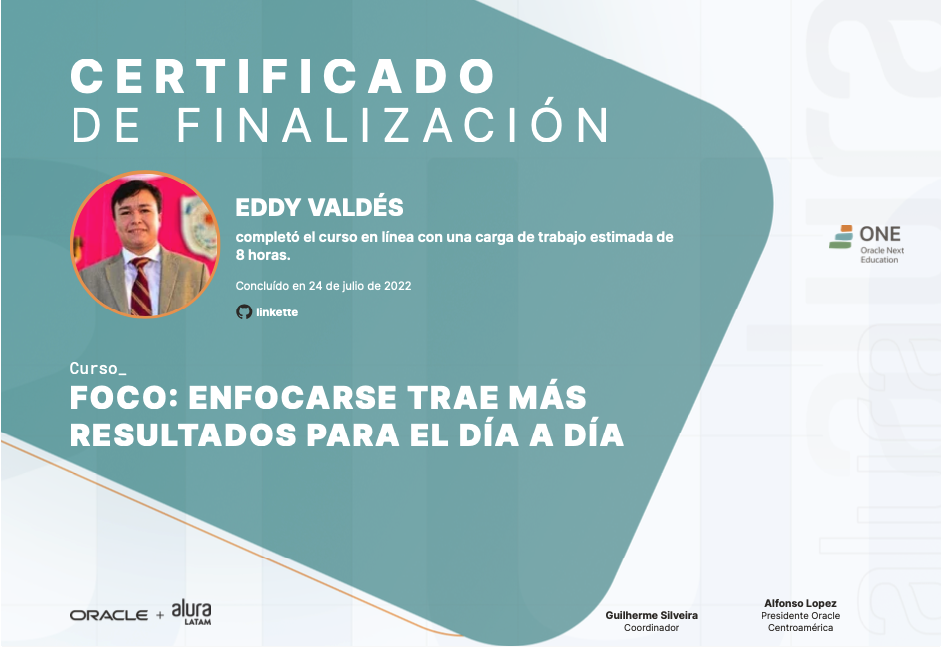 CERTIFICADO
DE FINALIZACIÓN
EDDY VALDÉS
completó el curso en línea con una carga de trabajo estimada de
8 horas.
Concluído en 24 de julio de 2022
linkette
ONE
Oracle Next
Education
Curso_
FOCO: ENFOCARSE TRAE MÁS
RESULTADOS PARA EL DÍA A DÍA
ORACLE + alura
LATAM
Guilherme Silveira
Coordinador
Alfonso Lopez
Presidente Oracle
Centroamérica
alura
alura